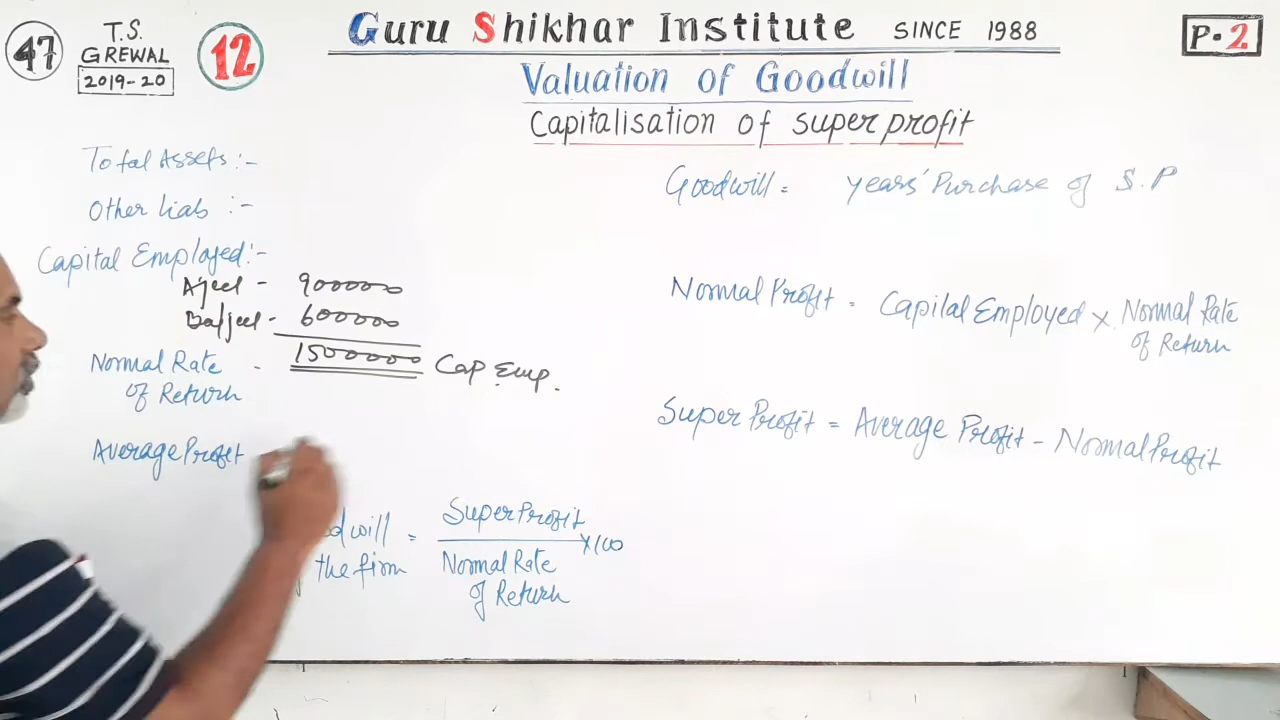 47
T.S. GREWAL
2019-20
12
Guru Shikhar Institute SINCE 1988
P.2
Valuation of Goodwill
Capitalisation of super profit
Total Assets :-
Other Liab :-
Capital Employed :-
Ajeet - 900000
Daljeet - 600000
1500000 Cap Emp.
Normal Rate of Return -
Average Profit
the firm = Super Profit / Normal Rate of Return × 100
Goodwill = years' Purchase of S.P
Normal Profit = Capital Employed × Normal Rate of Return
Super Profit = Average Profit - Normal Profit